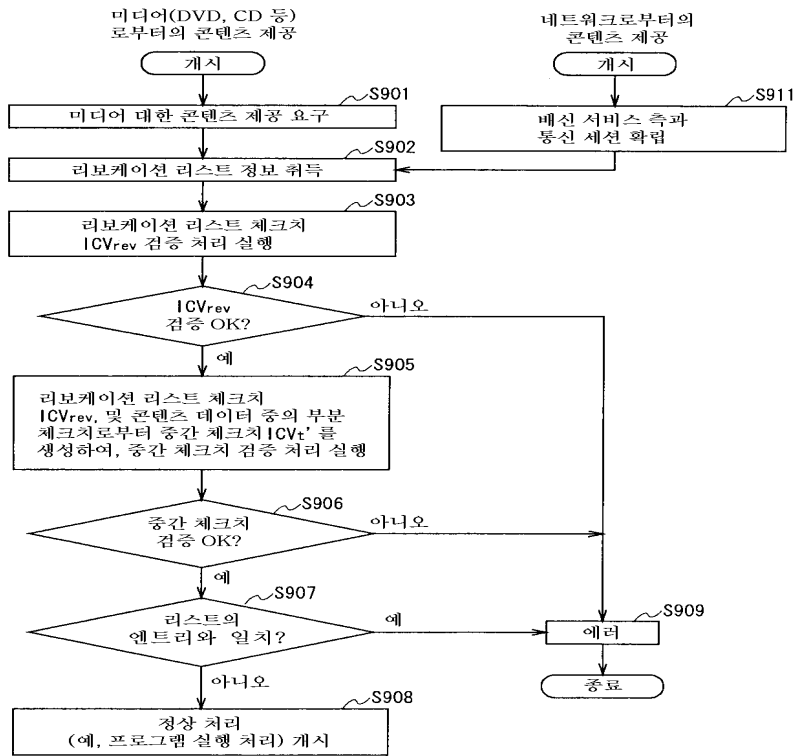 미디어(DVD, CD 등)
로부터의 콘텐츠 제공
개시
S901
미디어 대한 콘텐츠 제공 요구
네트워크로부터의
콘텐츠 제공
개시
S911
배신 서비스 측과
통신 세션 확립
S902
리보케이션 리스트 정보 취득
S903
리보케이션 리스트 체크치
ICVrev 검증 처리 실행
S904
ICVrev
검증 OK?
아니오
예
S905
리보케이션 리스트 체크치
ICVrev, 및 콘텐츠 데이터 중의 부분
체크치로부터 중간 체크치 ICVt' 를
생성하여, 중간 체크치 검증 처리 실행
S906
중간 체크치
검증 OK?
아니오
예
S907
리스트의
엔트리와 일치?
예
아니오
S909
에러
종료
S908
정상 처리
(예, 프로그램 실행 처리) 개시